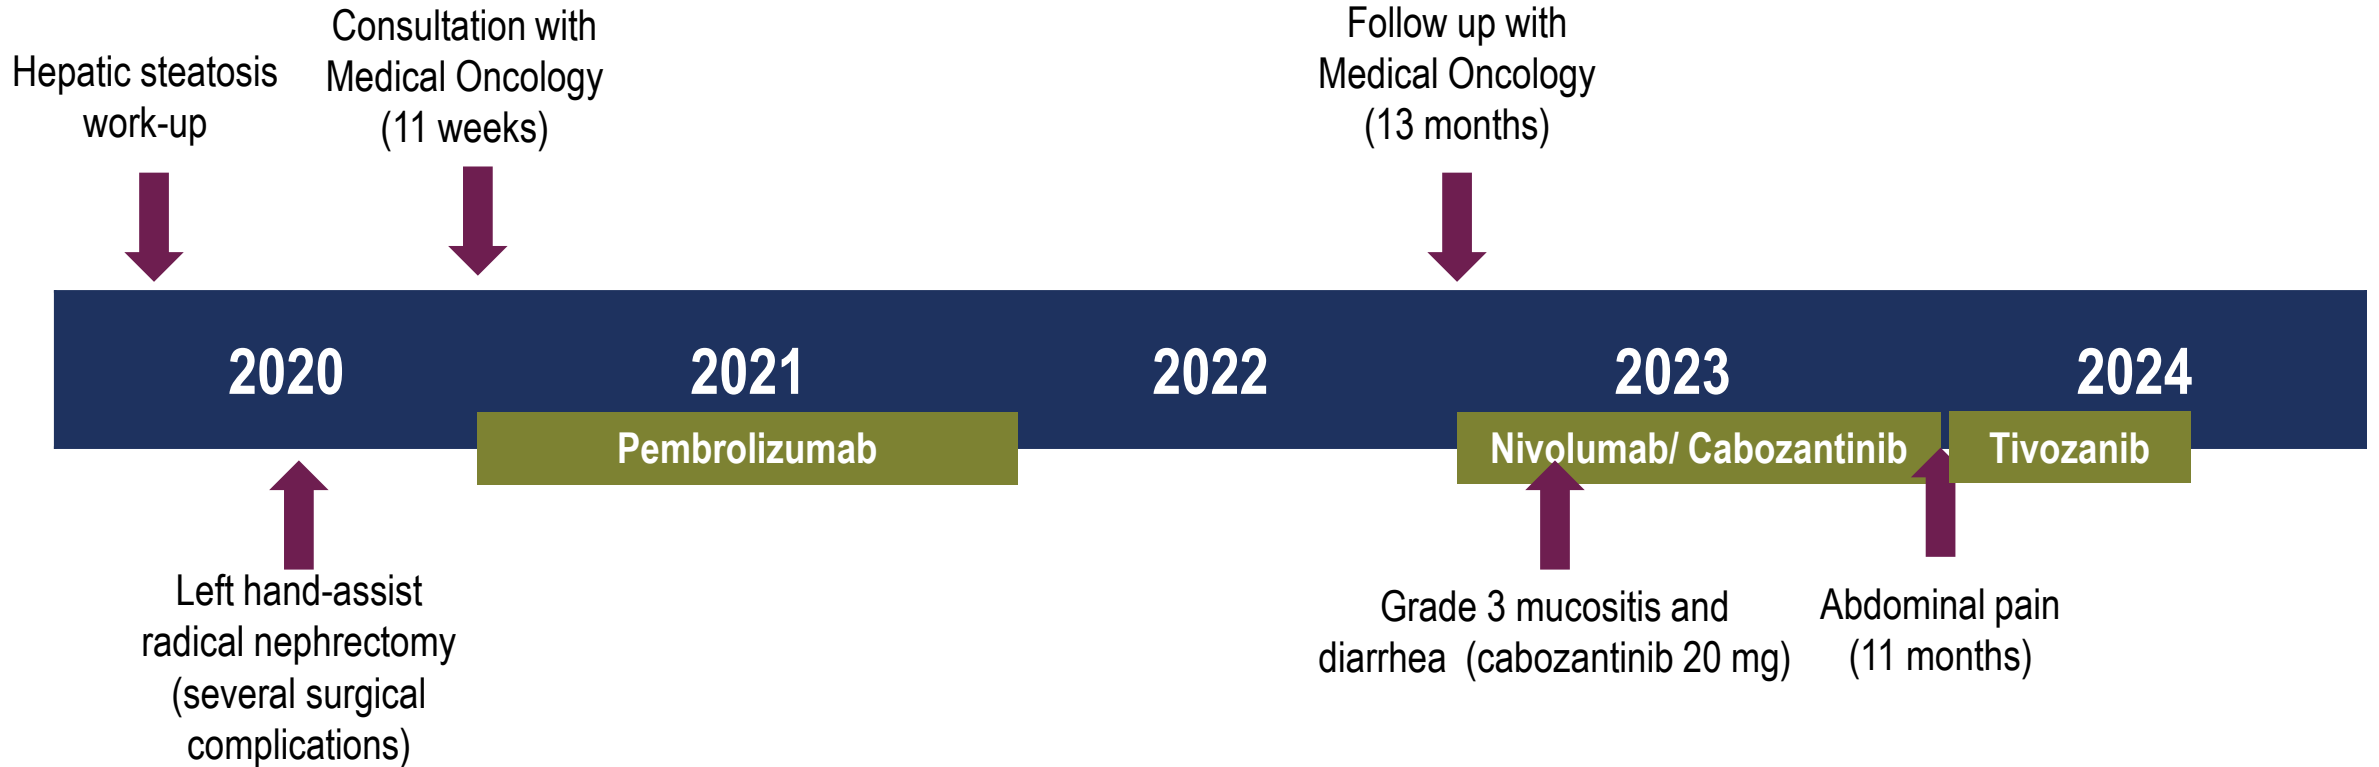 Hepatic steatosis
work-up
Consultation with
Medical Oncology
(11 weeks)
Follow up with
Medical Oncology
(13 months)
2020
2021
2022
2023
2024
Pembrolizumab
Nivolumab/ Cabozantinib
Tivozanib
Left hand-assist
radical nephrectomy
(several surgical
complications)
Grade 3 mucositis and
diarrhea (cabozantinib 20 mg)
Abdominal pain
(11 months)